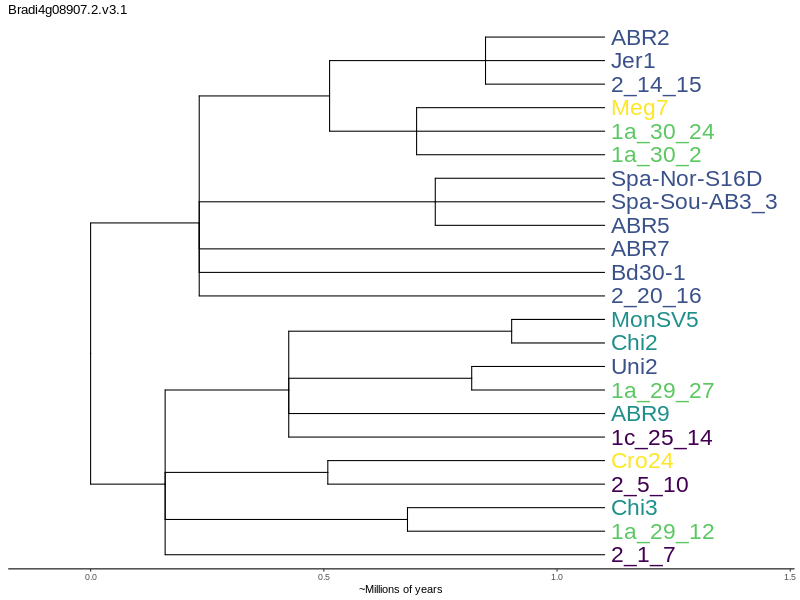 Bradi4g08907.2.v3.1
ABR2
Jer1
2_14_15
Meg7
1a_30_24
1a_30_2
Spa-Nor-S16D
Spa-Sou-AB3_3
ABR5
ABR7
Bd30-1
2_20_16
MonSV5
Chi2
Uni2
1a_29_27
ABR9
1c_25_14
Cro24
2_5_10
Chi3
1a_29_12
2_1_7
0.0 0.5 1.0 1.5
~Millions of years